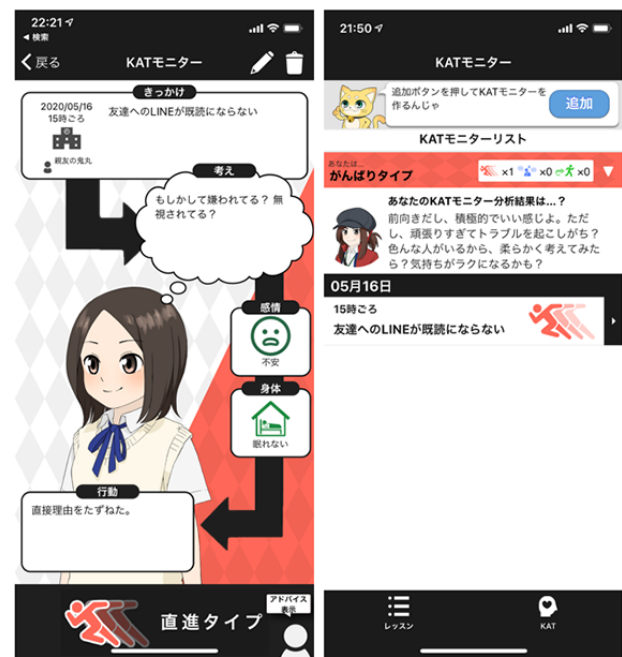 22:21
◀ 検索
戻る
KATモニター
きっかけ
2020/05/16
15時ごろ
友達へのLINEが既読にならない
親友の鬼丸
考え
もしかして嫌われてる? 無
視されてる?
感情
不安
身体
眠れない
行動
直接理由をたずねた。
直進タイプ
アドバイス
表示
21:50
KATモニター
追加ボタンを押してKATモニターを
作るんじゃ
追加
KATモニターリスト
あなたは...
がんばりタイプ
x1 x0 x0
あなたのKATモニター分析結果は...?
前向きだし、積極的でいい感じよ。ただ
し、頑張りすぎてトラブルを起こしがち?
色んな人がいるから、柔らかく考えてみた
ら?気持ちがラクになるかも?
05月16日
15時ごろ
友達へのLINEが既読にならない
レッスン
KAT